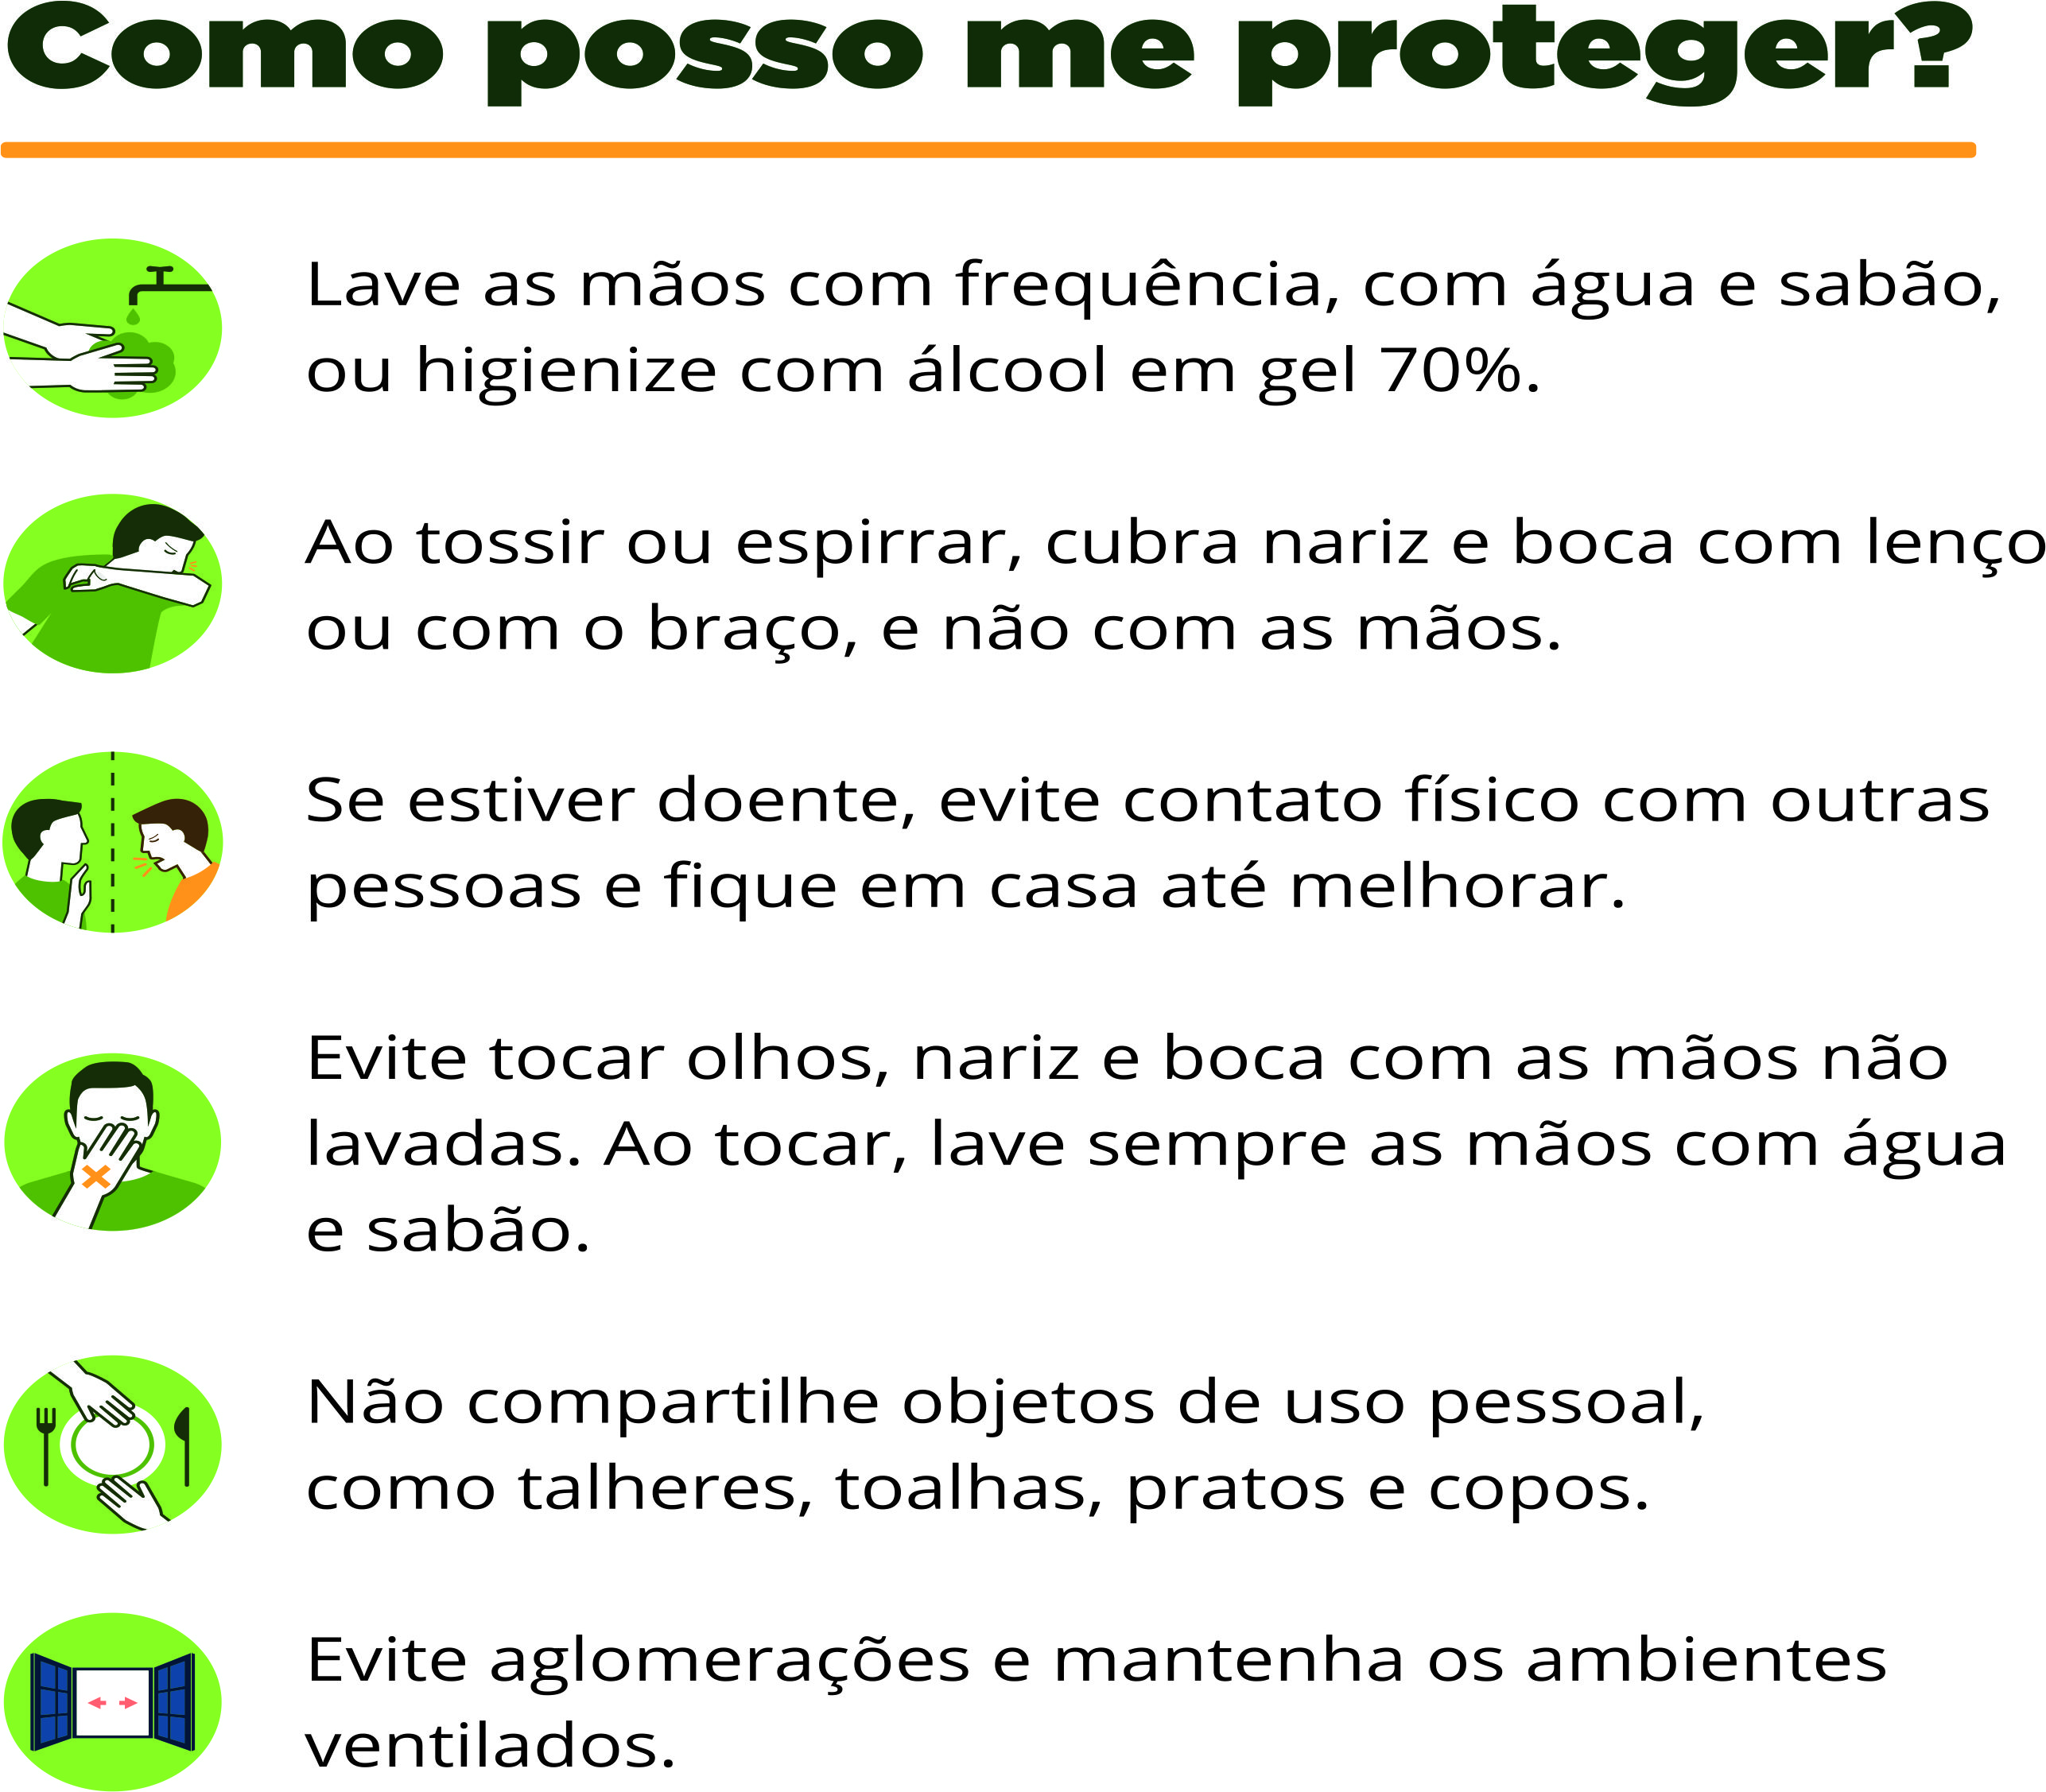 Como posso me proteger?
Lave as mãos com frequência, com água e sabão,
ou higienize com álcool em gel 70%.
Ao tossir ou espirrar, cubra nariz e boca com lenço
ou com o braço, e não com as mãos.
Se estiver doente, evite contato físico com outras
pessoas e fique em casa até melhorar.
Evite tocar olhos, nariz e boca com as mãos não
lavadas. Ao tocar, lave sempre as mãos com água
e sabão.
Não compartilhe objetos de uso pessoal,
como talheres, toalhas, pratos e copos.
Evite aglomerações e mantenha os ambientes
ventilados.